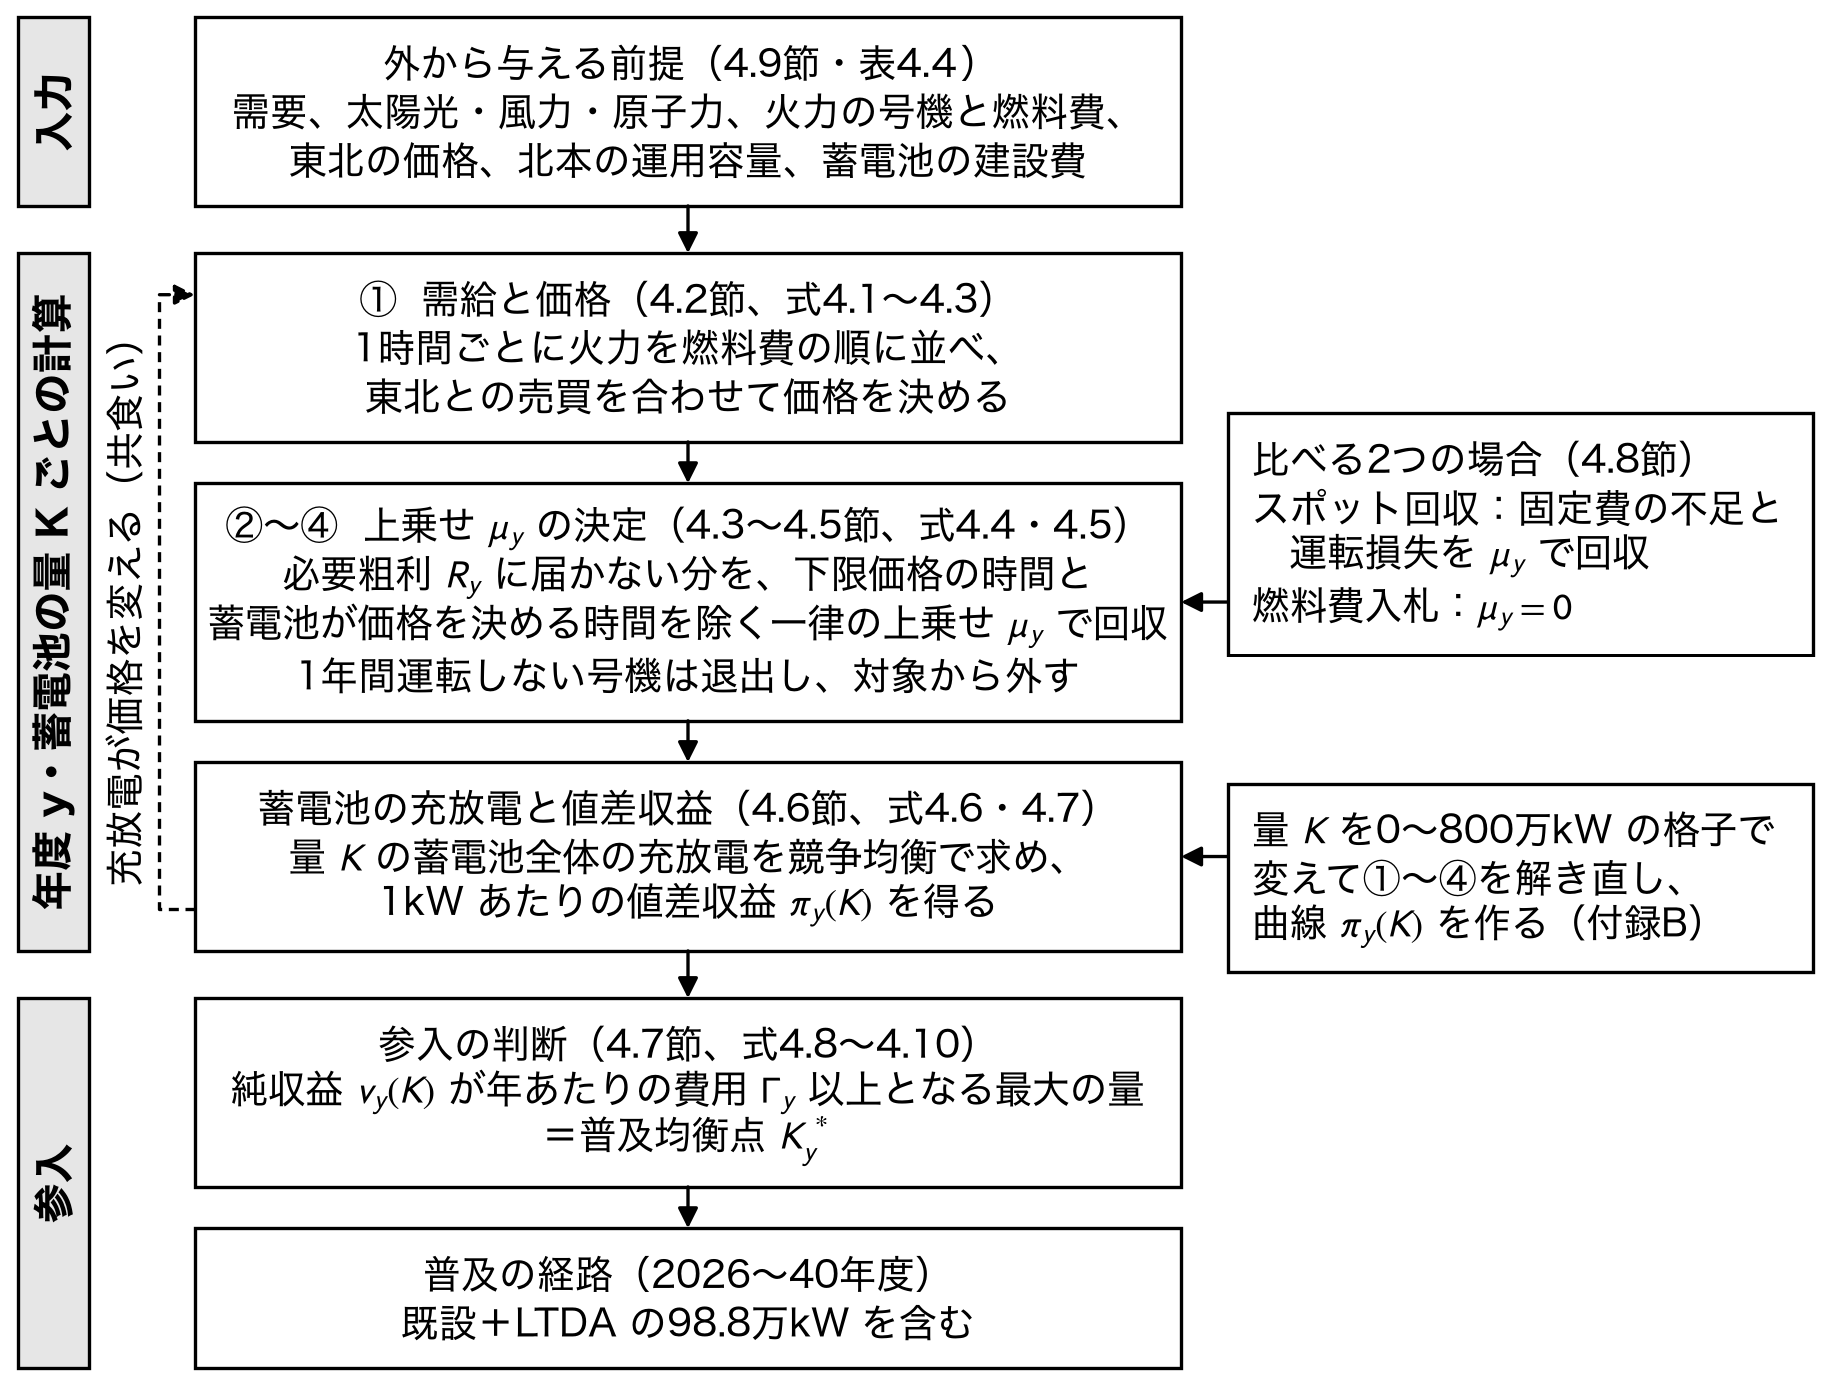 入力
外から与える前提（4.9節・表4.4）
需要、太陽光・風力・原子力、火力の号機と燃料費、
東北の価格、北本の運用容量、蓄電池の建設費
年度 y・蓄電池の量 K ごとの計算
充放電が価格を変える（共食い）
① 需給と価格（4.2節、式4.1～4.3）
1時間ごとに火力を燃料費の順に並べ、
東北との売買を合わせて価格を決める
②～④ 上乗せ μ_y の決定（4.3～4.5節、式4.4・4.5）
必要粗利 R_y に届かない分を、下限価格の時間と
蓄電池が価格を決める時間を除く一律の上乗せ μ_y で回収
1年間運転しない号機は退出し、対象から外す
比べる2つの場合（4.8節）
スポット回収：固定費の不足と
運転損失を μ_y で回収
燃料費入札：μ_y = 0
蓄電池の充放電と値差収益（4.6節、式4.6・4.7）
量 K の蓄電池全体の充放電を競争均衡で求め、
1kW あたりの値差収益 π_y(K) を得る
量 K を0～800万kW の格子で
変えて①～④を解き直し、
曲線 π_y(K) を作る（付録B）
参入
参入の判断（4.7節、式4.8～4.10）
純収益 v_y(K) が年あたりの費用 Γ_y 以上となる最大の量
＝普及均衡点 K_y^*
普及の経路（2026～40年度）
既設＋LTDA の98.8万kW を含む